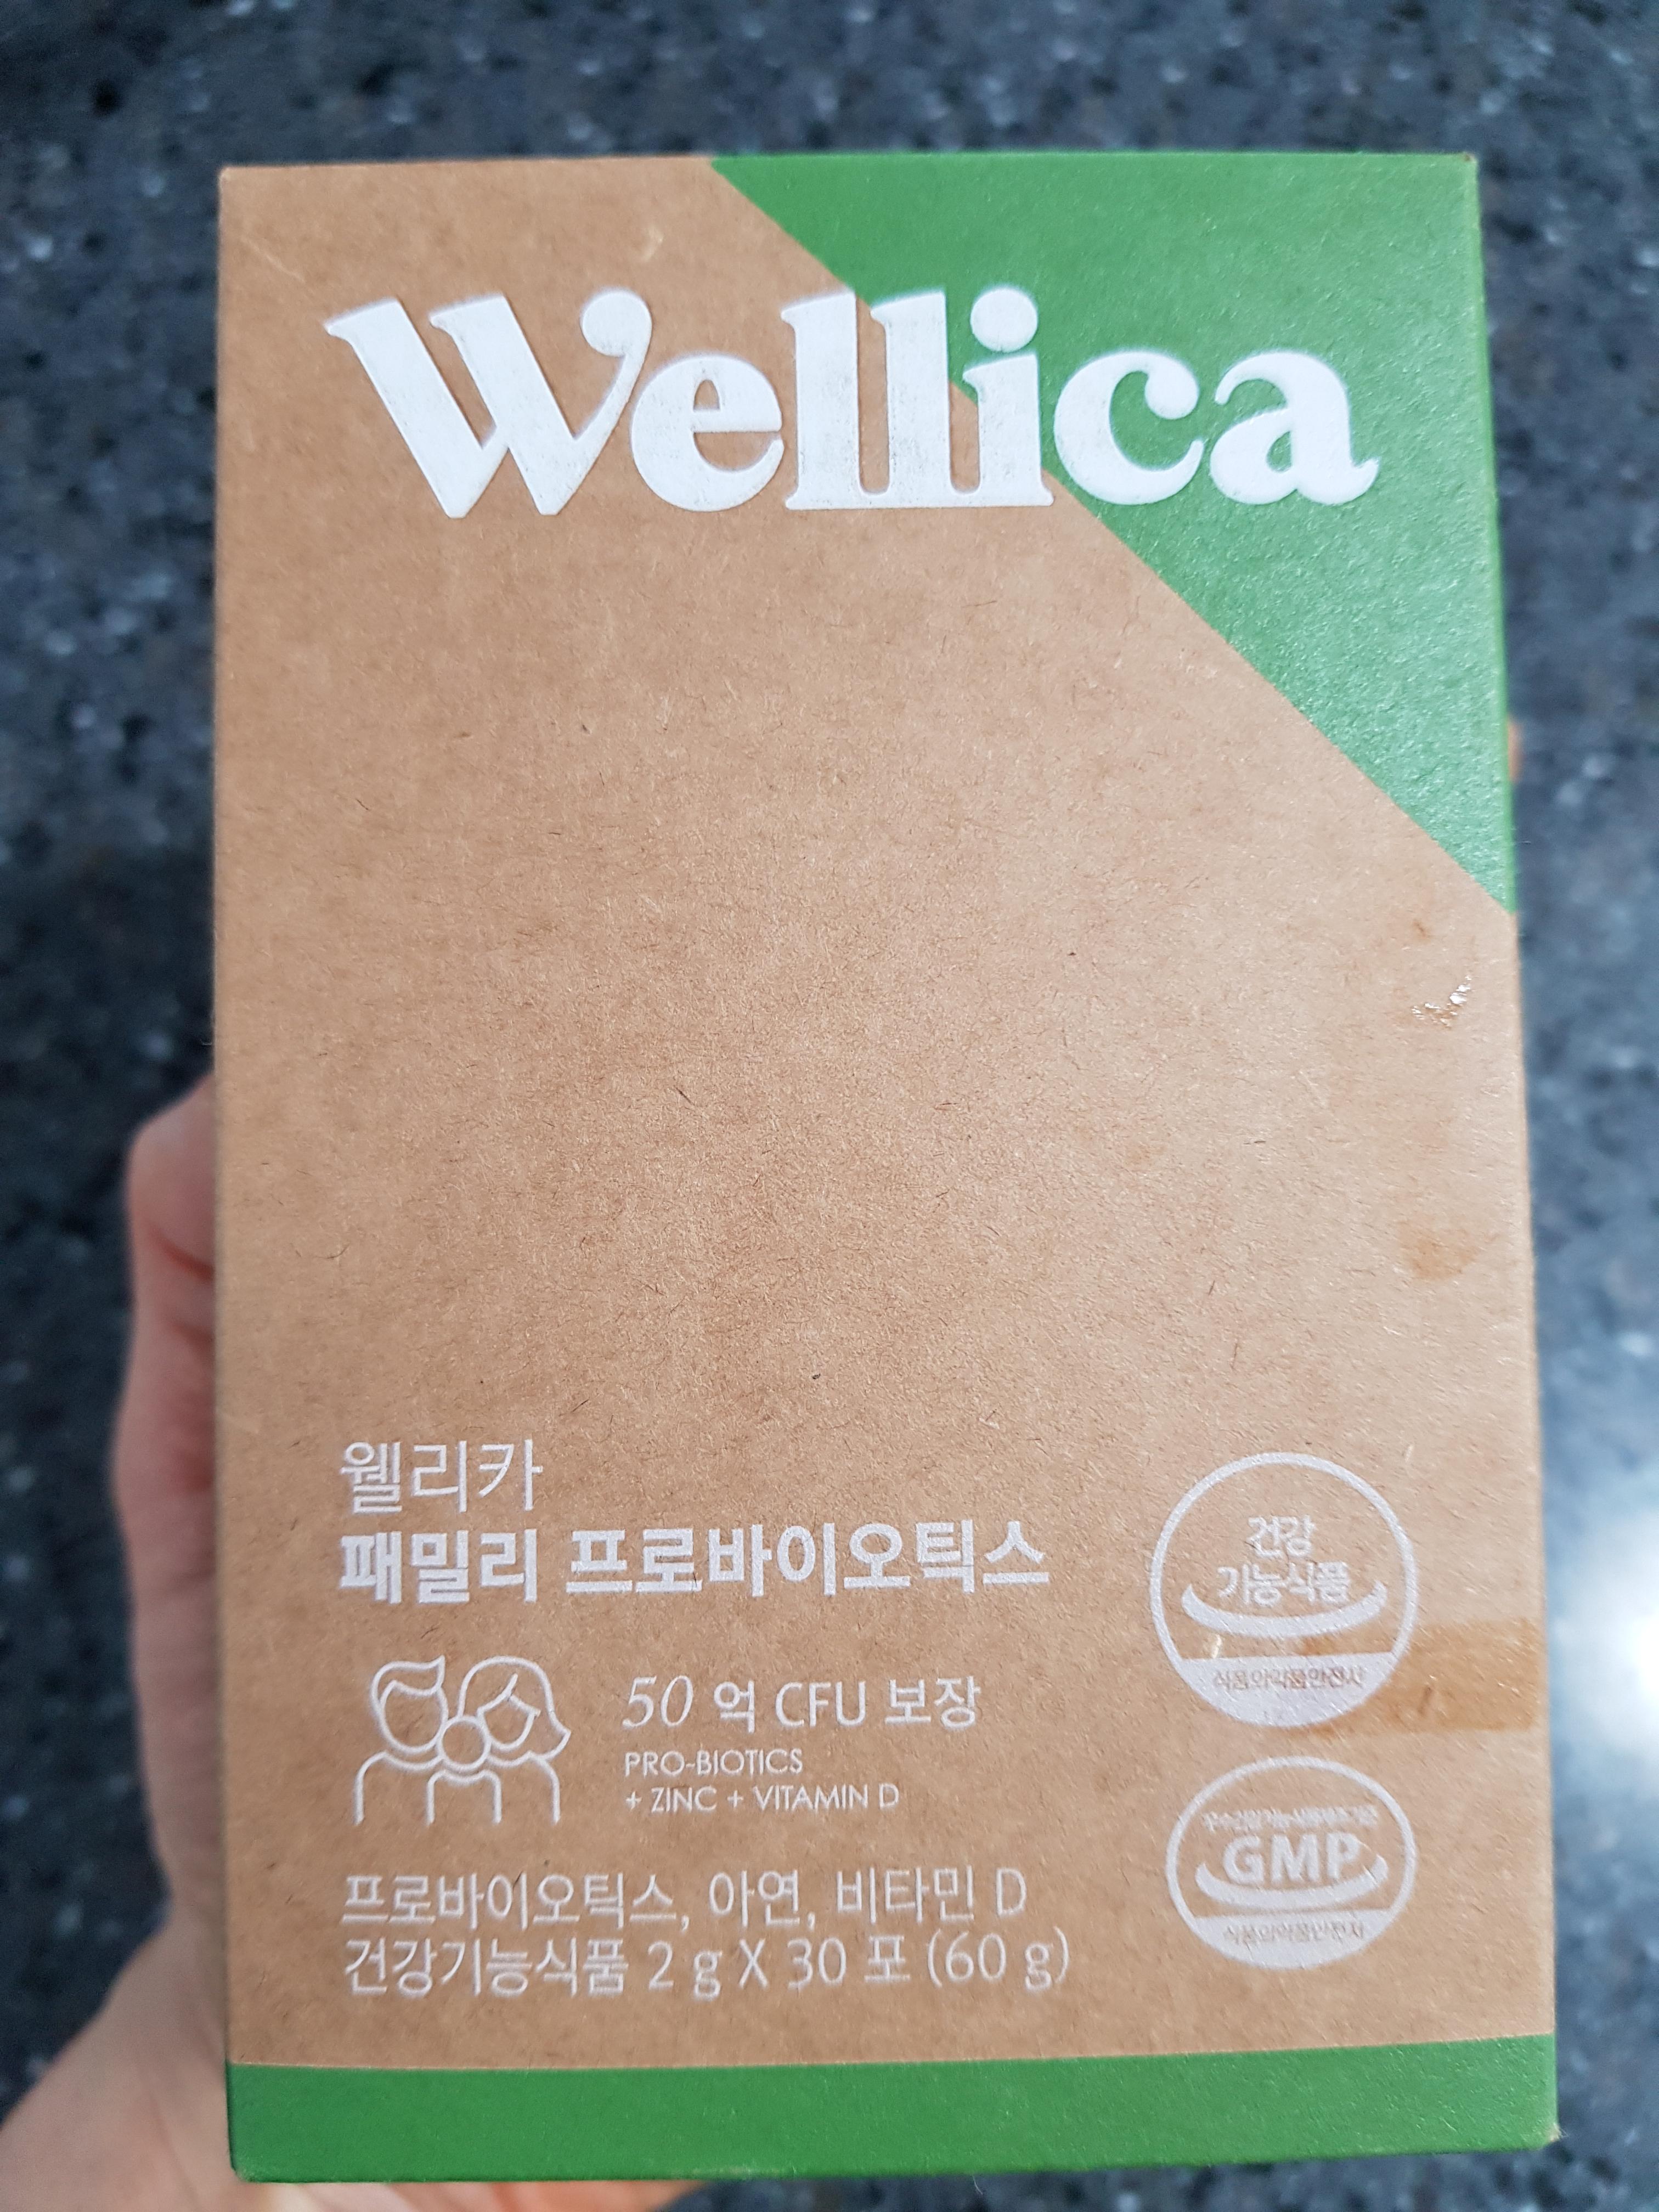 Wellica
웰리카
패밀리 프로바이오틱스
50 억 CFU 보장
PRO-BIOTICS
+ ZINC + VITAMIN D
프로바이오틱스, 아연, 비타민 D
건강기능식품 2 g X 30 포 (60 g)
건강
기능식품
식품의약품안전처
GMP
식품의약품안전처